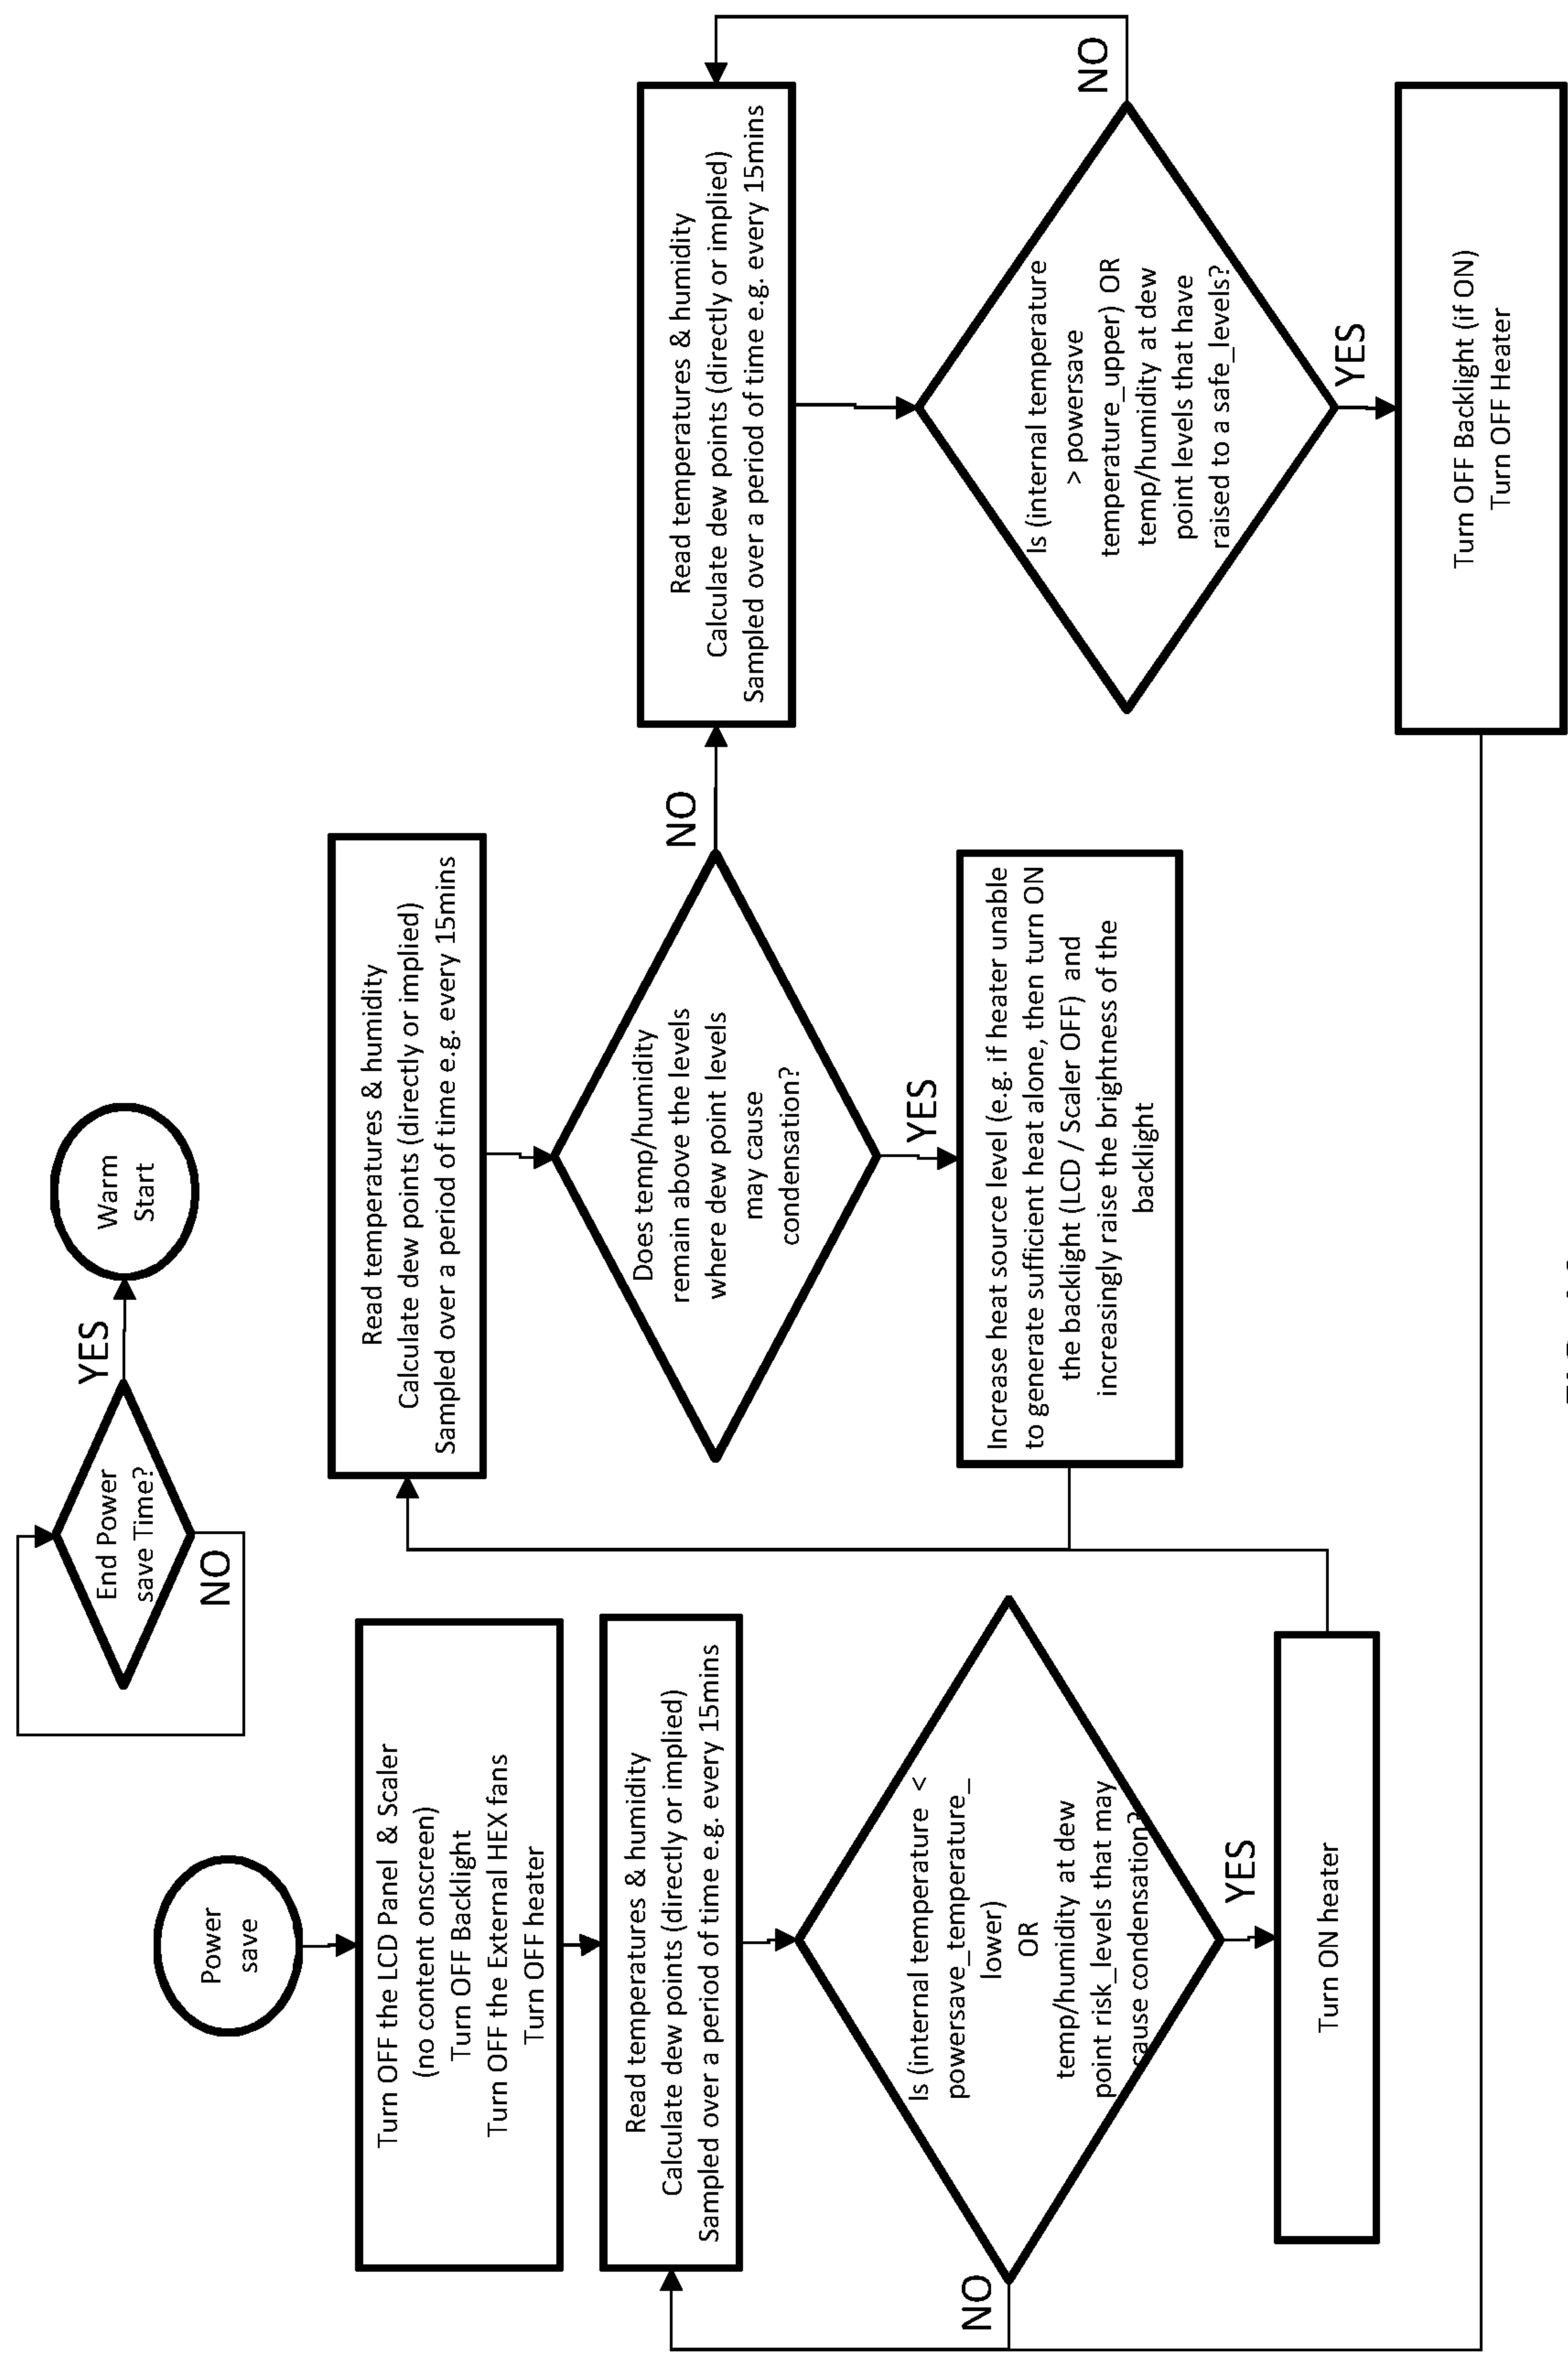 Power
save
Turn OFF the LCD Panel & Scaler
(no content onscreen)
Turn OFF Backlight
Turn OFF the External HEX fans
Turn OFF heater
Read temperatures & humidity
Calculate dew points (directly or implied)
Sampled over a period of time e.g. every 15mins
Is (internal temperature <
powersave_temperature_
lower)
OR
temp/humidity at dew
point risk_levels that may
cause condensation?
NO
YES
Turn ON heater
End Power
save Time?
NO
YES
Warm
Start
Read temperatures & humidity
Calculate dew points (directly or implied)
Sampled over a period of time e.g. every 15mins
Does temp/humidity
remain above the levels
where dew point levels
may cause
condensation?
NO
YES
Increase heat source level (e.g. if heater unable
to generate sufficient heat alone, then turn ON
the backlight (LCD / Scaler OFF) and
increasingly raise the brightness of the
backlight
Read temperatures & humidity
Calculate dew points (directly or implied)
Sampled over a period of time e.g. every 15mins
Is (internal temperature
> powersave
temperature_upper) OR
temp/humidity at dew
point levels that have
raised to a safe_levels?
NO
YES
Turn OFF Backlight (if ON)
Turn OFF Heater